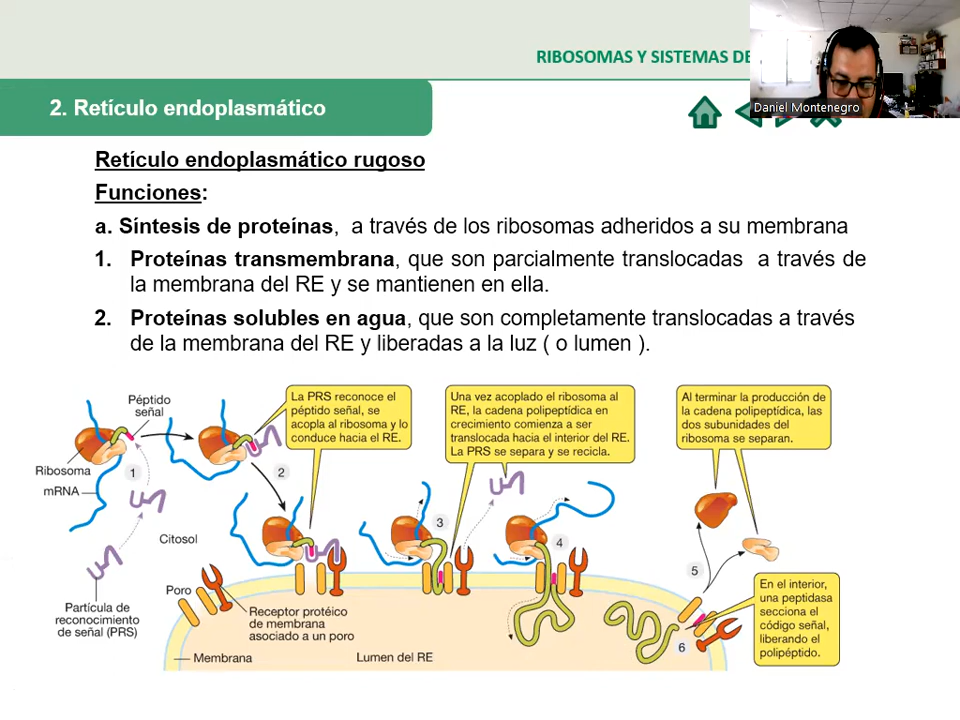 RIBOSOMAS Y SISTEMAS DE
Daniel Montenegro
2. Retículo endoplasmático
Retículo endoplasmático rugoso
Funciones:
a. Síntesis de proteínas, a través de los ribosomas adheridos a su membrana
1. Proteínas transmembrana, que son parcialmente translocadas a través de
la membrana del RE y se mantienen en ella.
2. Proteínas solubles en agua, que son completamente translocadas a través
de la membrana del RE y liberadas a la luz ( o lumen ).
Péptido
señal
La PRS reconoce el
péptido señal, se
acopla al ribosoma y lo
conduce hacia el RE.
Una vez acoplado el ribosoma al
RE, la cadena polipeptídica en
crecimiento comienza a ser
translocada hacia el interior del RE.
La PRS se separa y se recicla.
Al terminar la producción de
la cadena polipeptídica, las
dos subunidades del
ribosoma se separan.
Ribosoma
mRNA
1
2
3
4
5
6
Citosol
Poro
Partícula de
reconocimiento
de señal (PRS)
Receptor protéico
de membrana
asociado a un poro
Membrana
Lumen del RE
En el interior,
una peptidasa
secciona el
código señal,
liberando el
polipéptido.